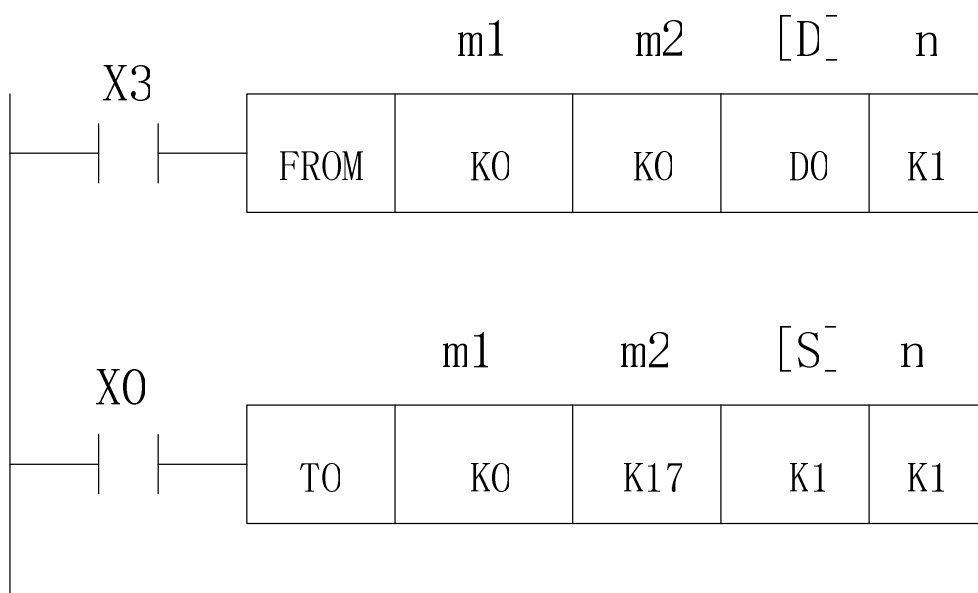 m1 m2 [D] n
X3
FROM K0 K0 D0 K1
m1 m2 [S] n
X0
TO K0 K17 K1 K1